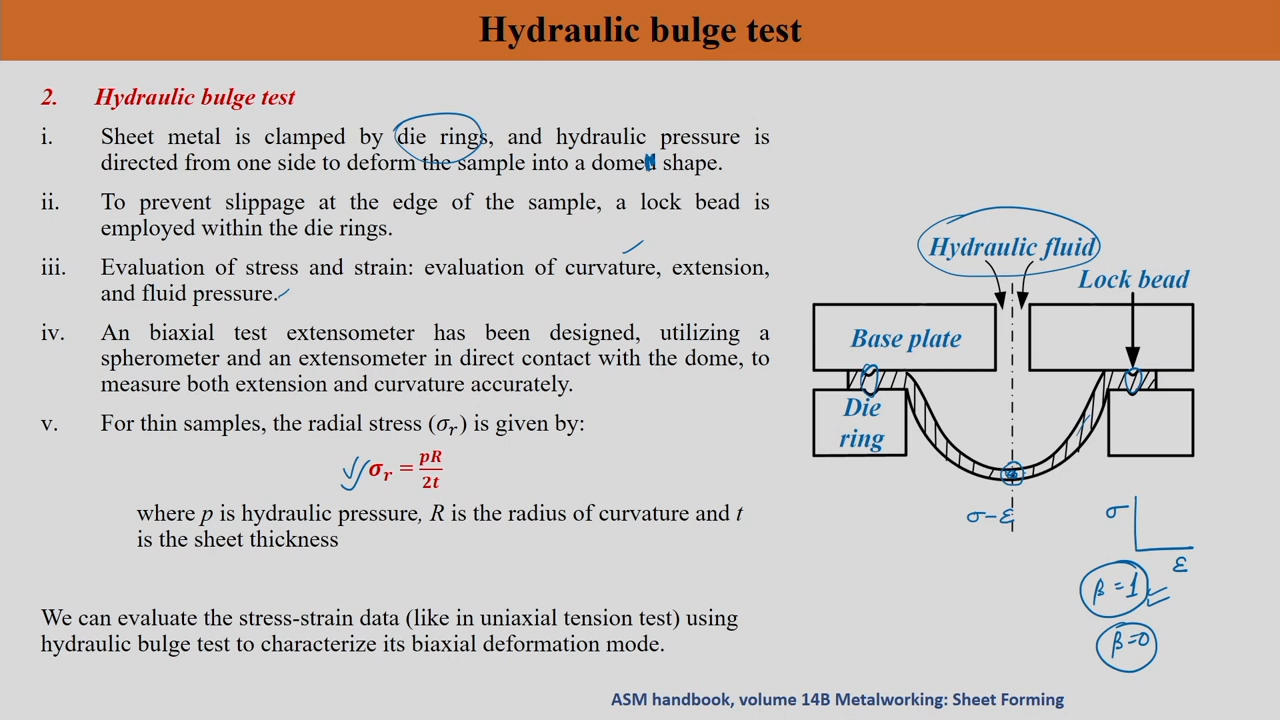 Hydraulic bulge test
2. Hydraulic bulge test
i. Sheet metal is clamped by die rings, and hydraulic pressure is
directed from one side to deform the sample into a dome shape.
ii. To prevent slippage at the edge of the sample, a lock bead is
employed within the die rings.
iii. Evaluation of stress and strain: evaluation of curvature, extension,
and fluid pressure.
iv. An biaxial test extensometer has been designed, utilizing a
spherometer and an extensometer in direct contact with the dome, to
measure both extension and curvature accurately.
v. For thin samples, the radial stress (σr) is given by:
σr = pR/2t
where p is hydraulic pressure, R is the radius of curvature and t
is the sheet thickness
We can evaluate the stress-strain data (like in uniaxial tension test) using
hydraulic bulge test to characterize its biaxial deformation mode.
Hydraulic fluid
Lock bead
Base plate
Die
ring
σ-ε
σ
ε
β=1
β=0
ASM handbook, volume 14B Metalworking: Sheet Forming